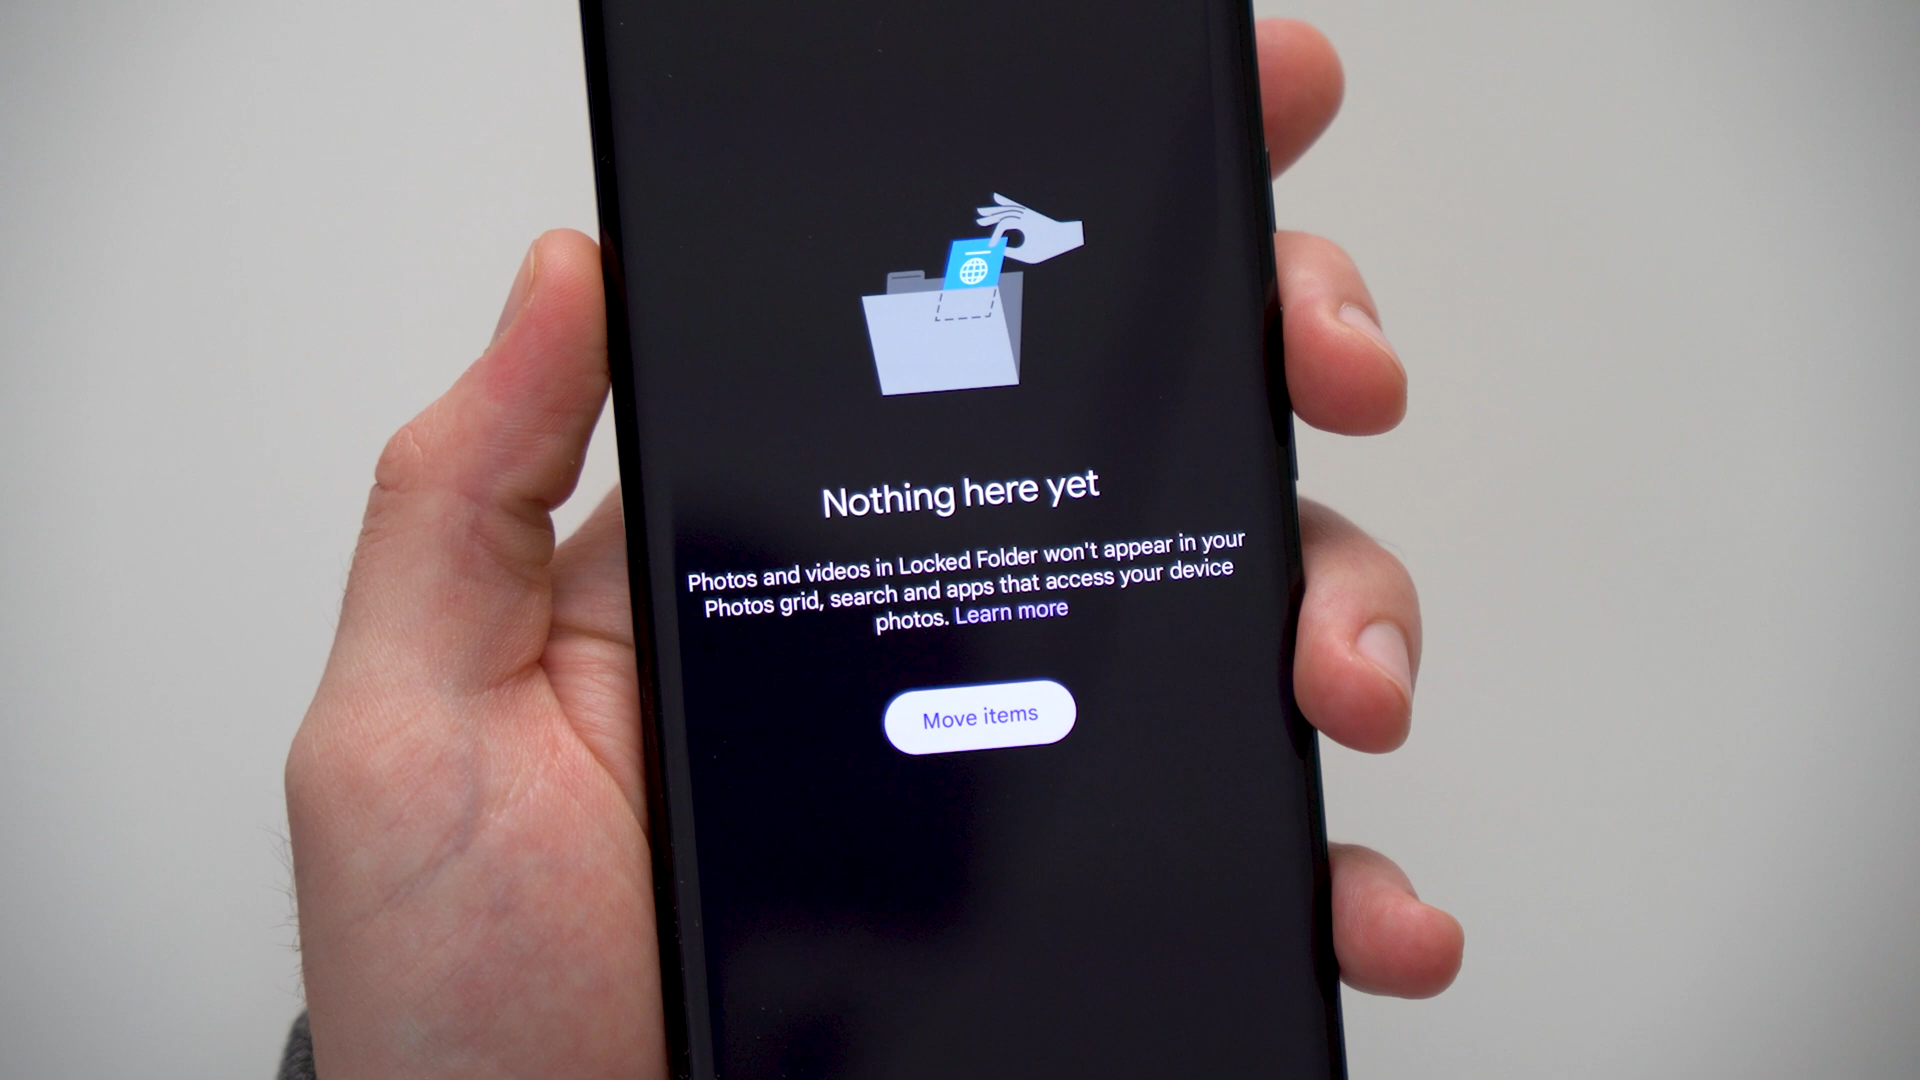 Nothing here yet
Photos and videos in Locked Folder won't appear in your
Photos grid, search and apps that access your device
photos. Learn more
Move items